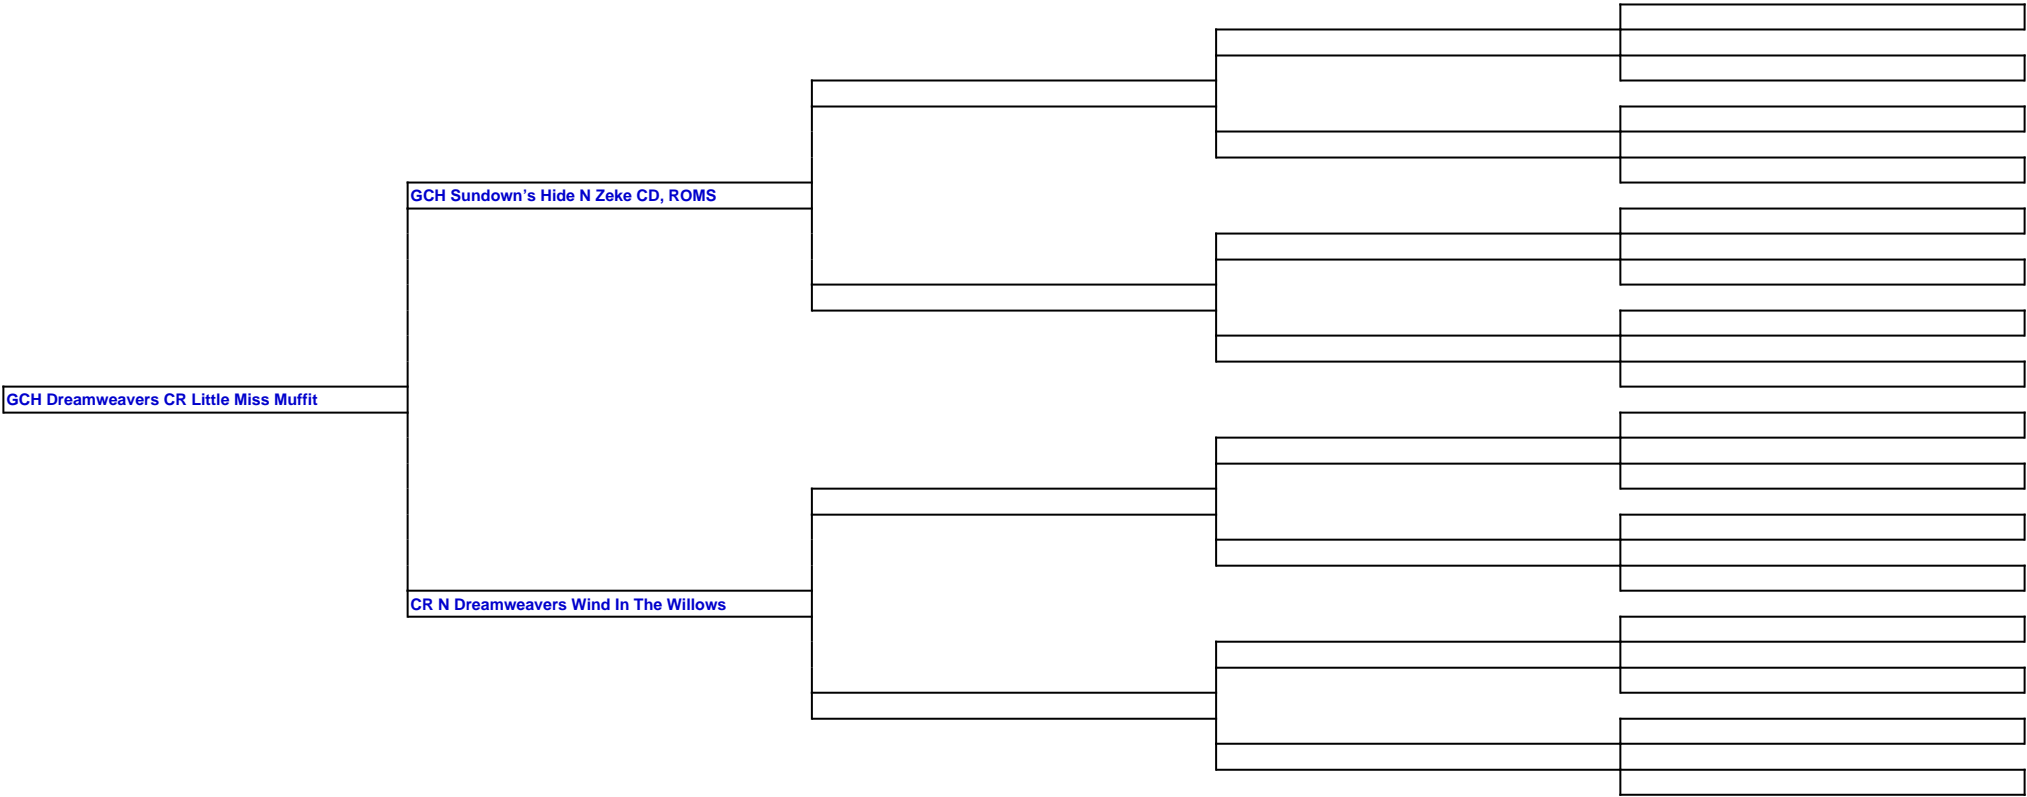 GCH Sundown’s Hide N Zeke CD, ROMS
GCH Dreamweavers CR Little Miss Muffit
CR N Dreamweavers Wind In The Willows